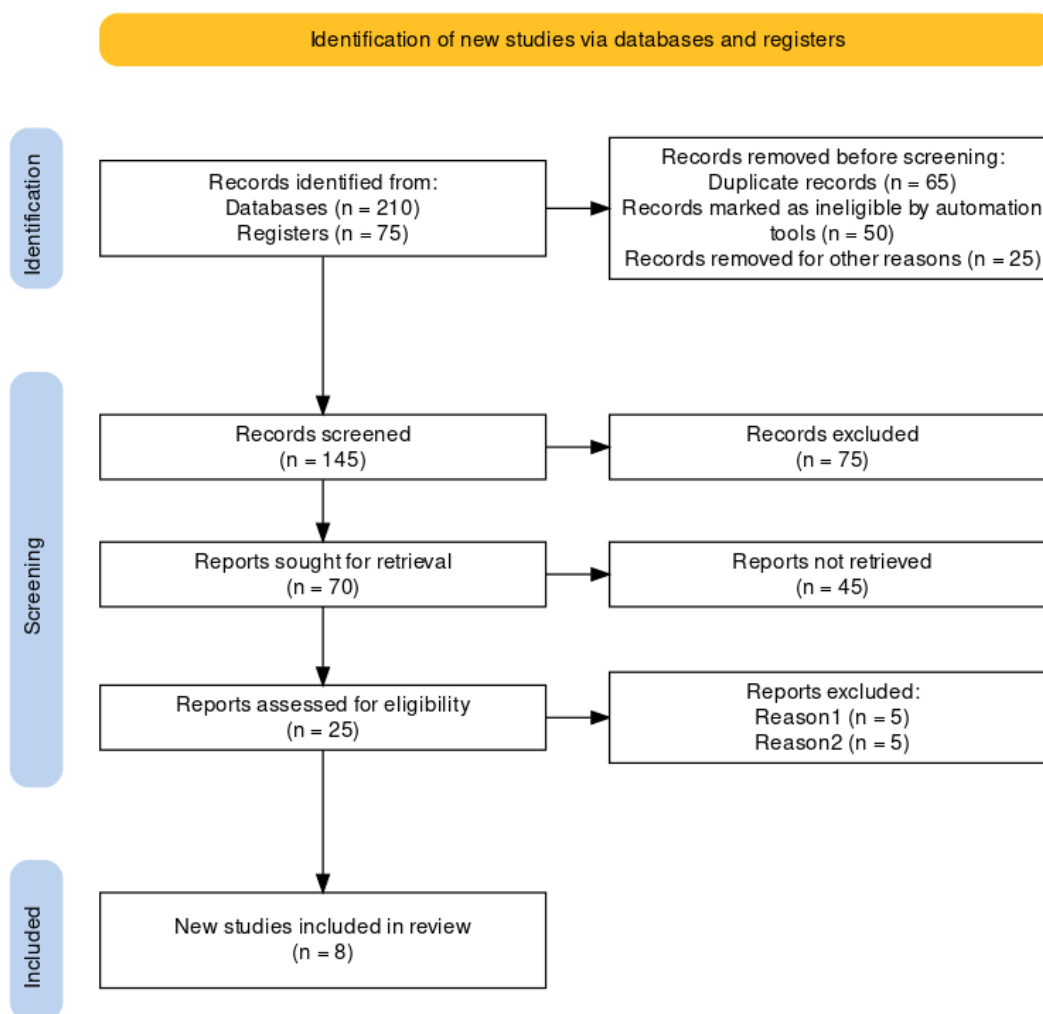 Identification of new studies via databases and registers
Identification
Records identified from:
Databases (n = 210)
Registers (n = 75)
Records removed before screening:
Duplicate records (n = 65)
Records marked as ineligible by automation
tools (n = 50)
Records removed for other reasons (n = 25)
Screening
Records screened
(n = 145)
Records excluded
(n = 75)
Reports sought for retrieval
(n = 70)
Reports not retrieved
(n = 45)
Reports assessed for eligibility
(n = 25)
Reports excluded:
Reason1 (n = 5)
Reason2 (n = 5)
Included
New studies included in review
(n = 8)